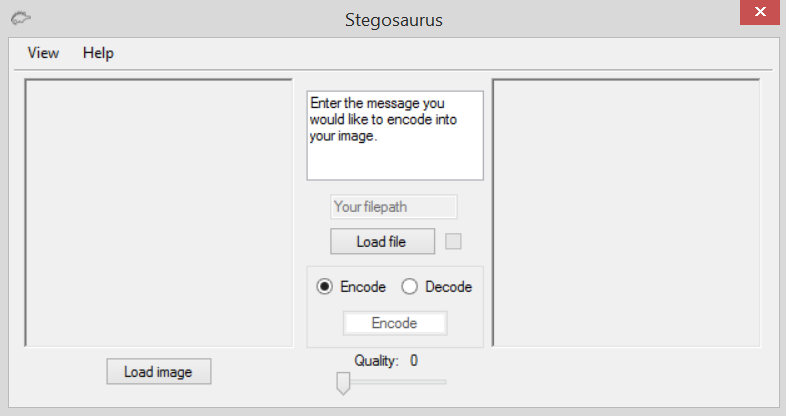 Stegosaurus
View Help
Enter the message you
would like to encode into
your image.
Your filepath
Load file
Encode Decode
Encode
Quality: 0
Load image